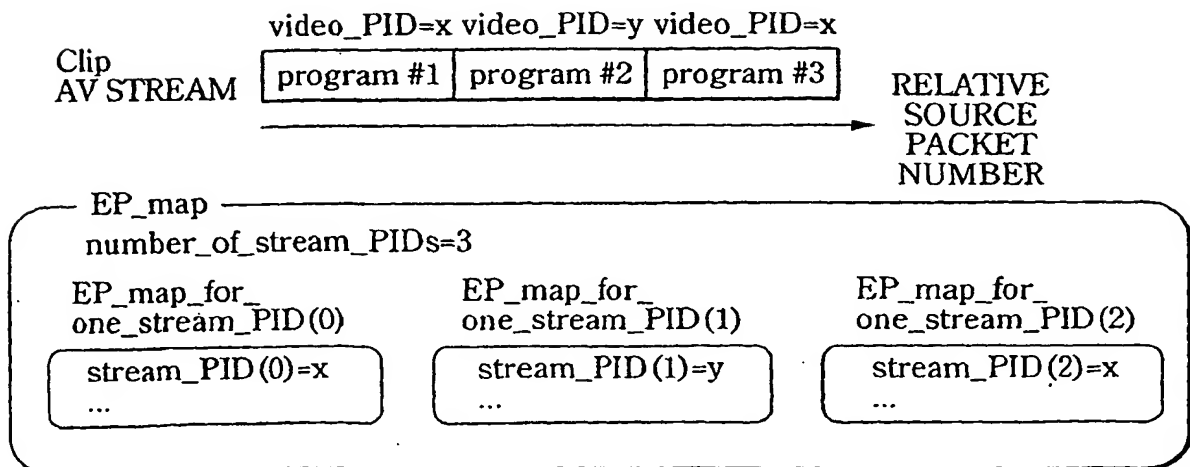 video_PID=x video_PID=y video_PID=x
Clip
AV STREAM
program #1 program #2 program #3
RELATIVE
SOURCE
PACKET
NUMBER
EP_map
number_of_stream_PIDs=3
EP_map_for_
one_stream_PID(0)
EP_map_for_
one_stream_PID(1)
EP_map_for_
one_stream_PID(2)
stream_PID(0)=x
...
stream_PID(1)=y
...
stream_PID(2)=x
...